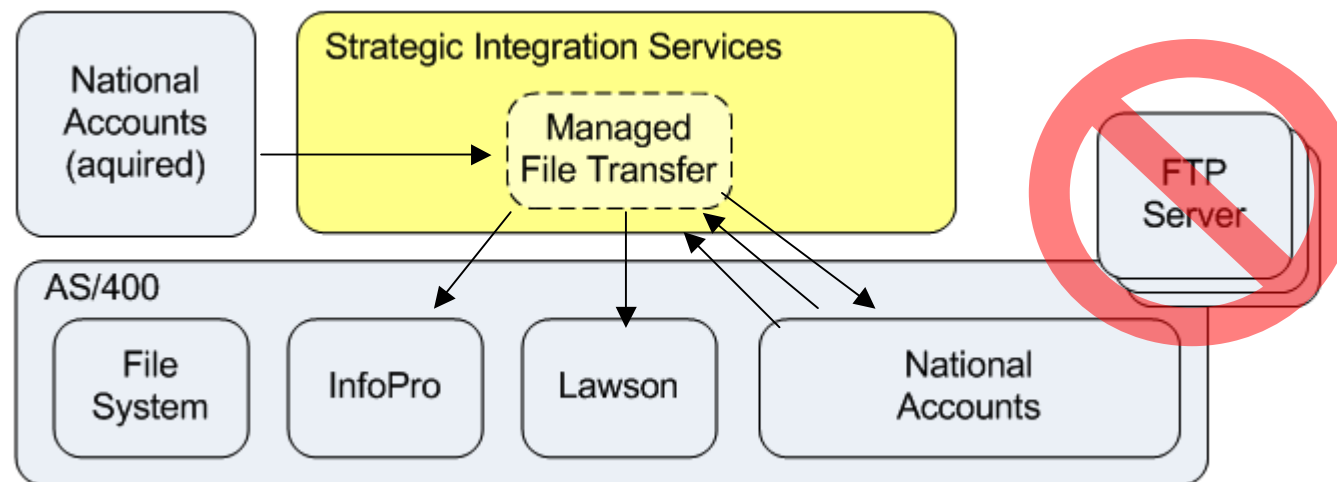 National
Accounts
(aquired)
Strategic Integration Services
Managed
File Transfer
FTP
Server
AS/400
File
System
InfoPro
Lawson
National
Accounts